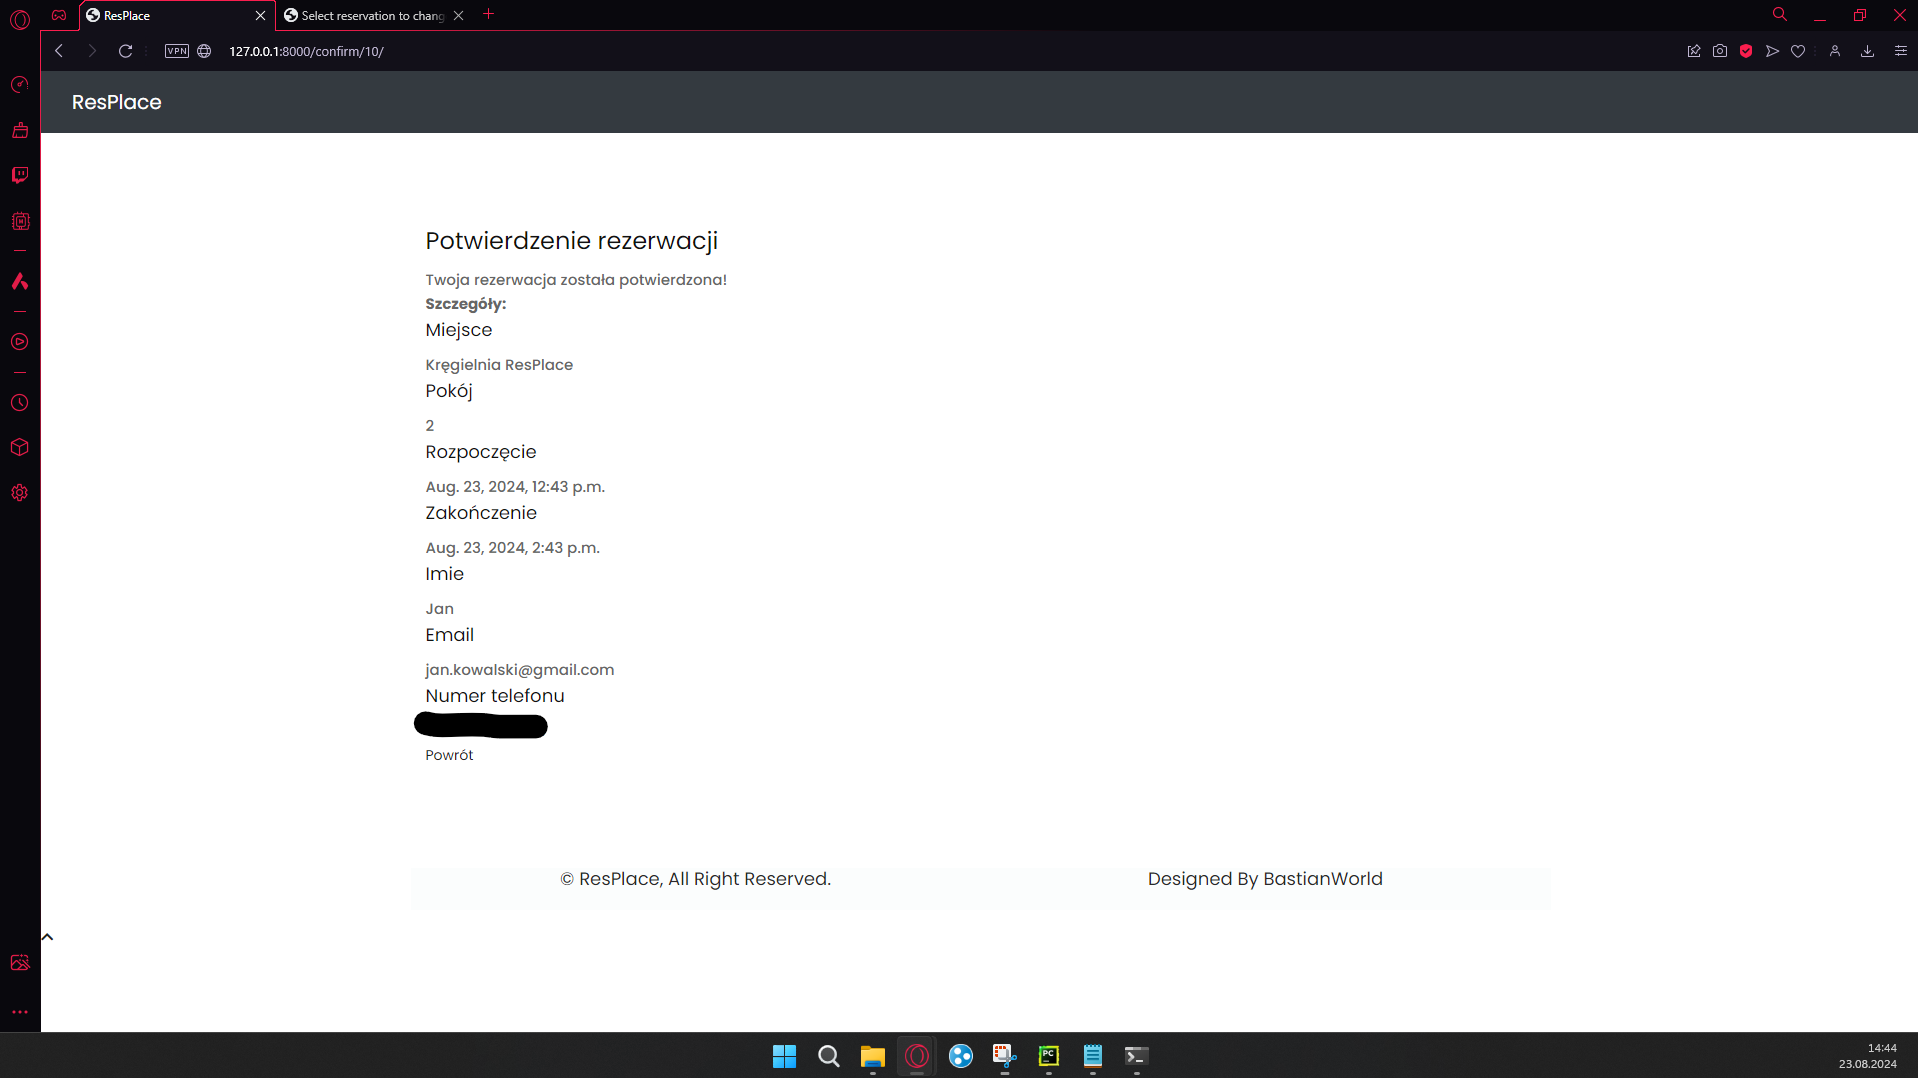 ResPlace
Select reservation to chang
VPN
127.0.0.1:8000/confirm/10/
ResPlace
Potwierdzenie rezerwacji
Twoja rezerwacja została potwierdzona!
Szczegóły:
Miejsce
Kręgielnia ResPlace
Pokój
2
Rozpoczęcie
Aug. 23, 2024, 12:43 p.m.
Zakończenie
Aug. 23, 2024, 2:43 p.m.
Imie
Jan
Email
jan.kowalski@gmail.com
Numer telefonu
Powrót
© ResPlace, All Right Reserved.
Designed By BastianWorld
PC
14:44
23.08.2024